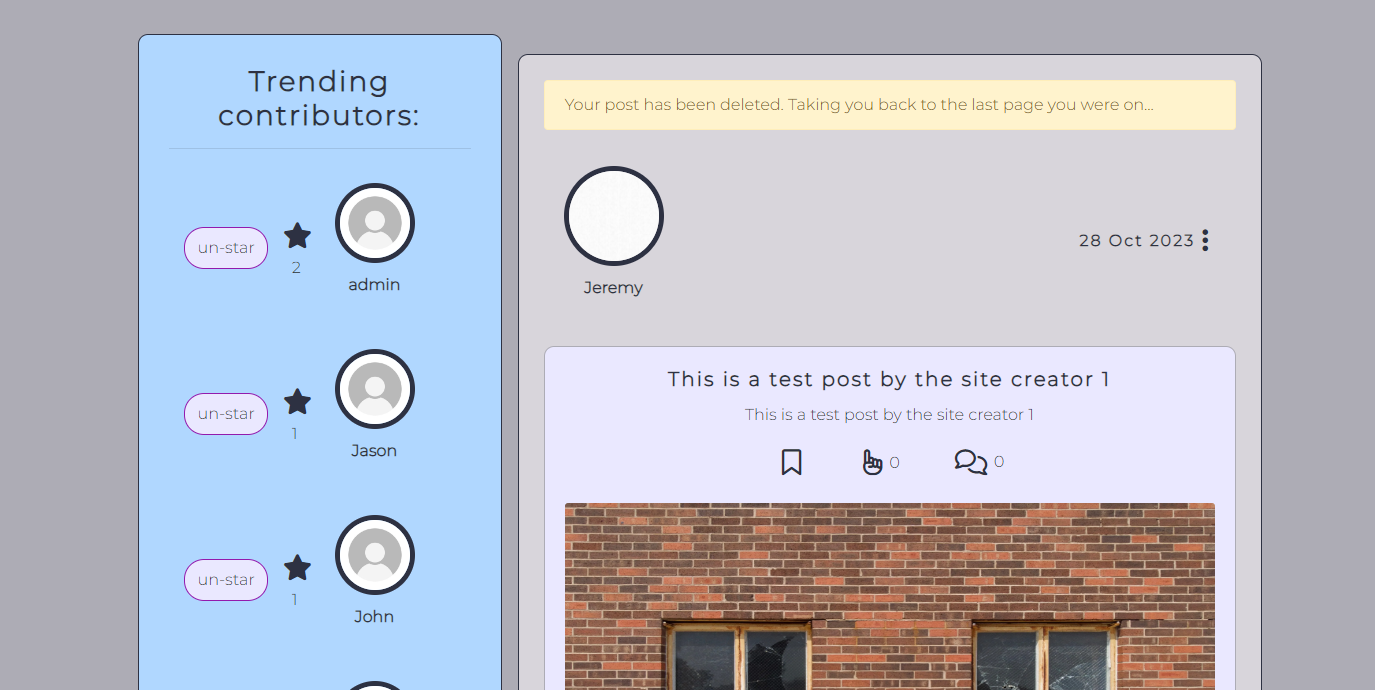 Trending
contributors:
un-star
2
admin
un-star
1
Jason
un-star
1
John
Your post has been deleted. Taking you back to the last page you were on...
Jeremy
28 Oct 2023
This is a test post by the site creator 1
This is a test post by the site creator 1
0
0